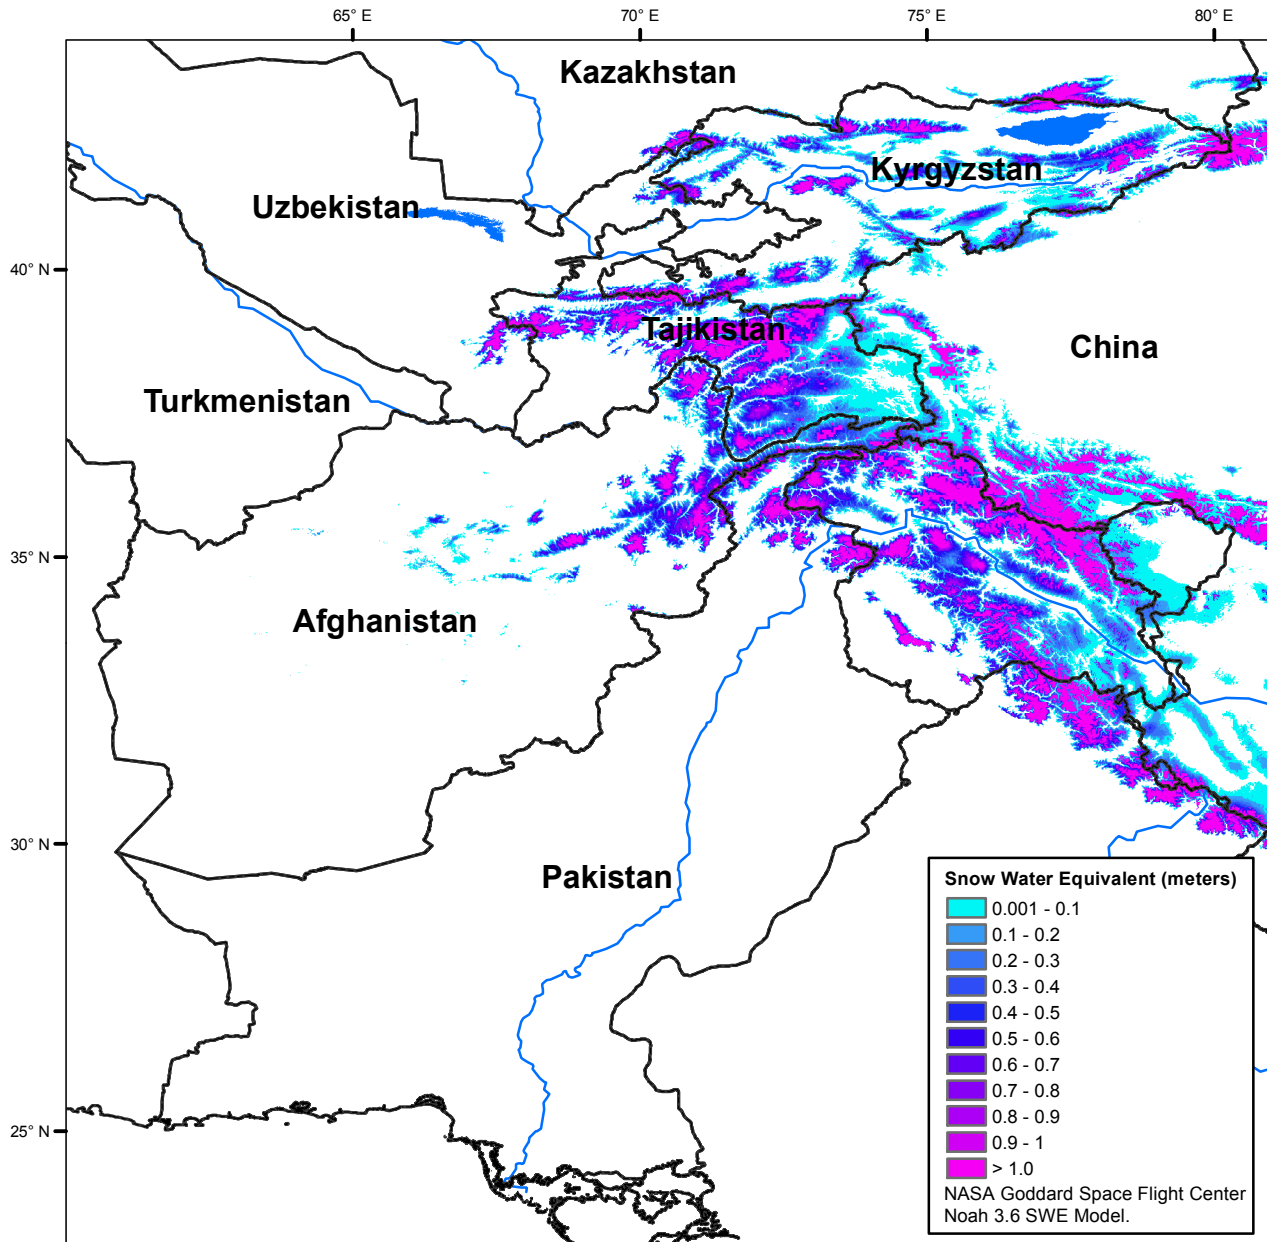 65° E
70° E
75° E
80° E
Kazakhstan
Kyrgyzstan
Uzbekistan
40° N
Tajikistan
China
Turkmenistan
35° N
Afghanistan
30° N
Pakistan
25° N
Snow Water Equivalent (meters)
0.001 - 0.1
0.1 - 0.2
0.2 - 0.3
0.3 - 0.4
0.4 - 0.5
0.5 - 0.6
0.6 - 0.7
0.7 - 0.8
0.8 - 0.9
0.9 - 1
> 1.0
NASA Goddard Space Flight Center
Noah 3.6 SWE Model.